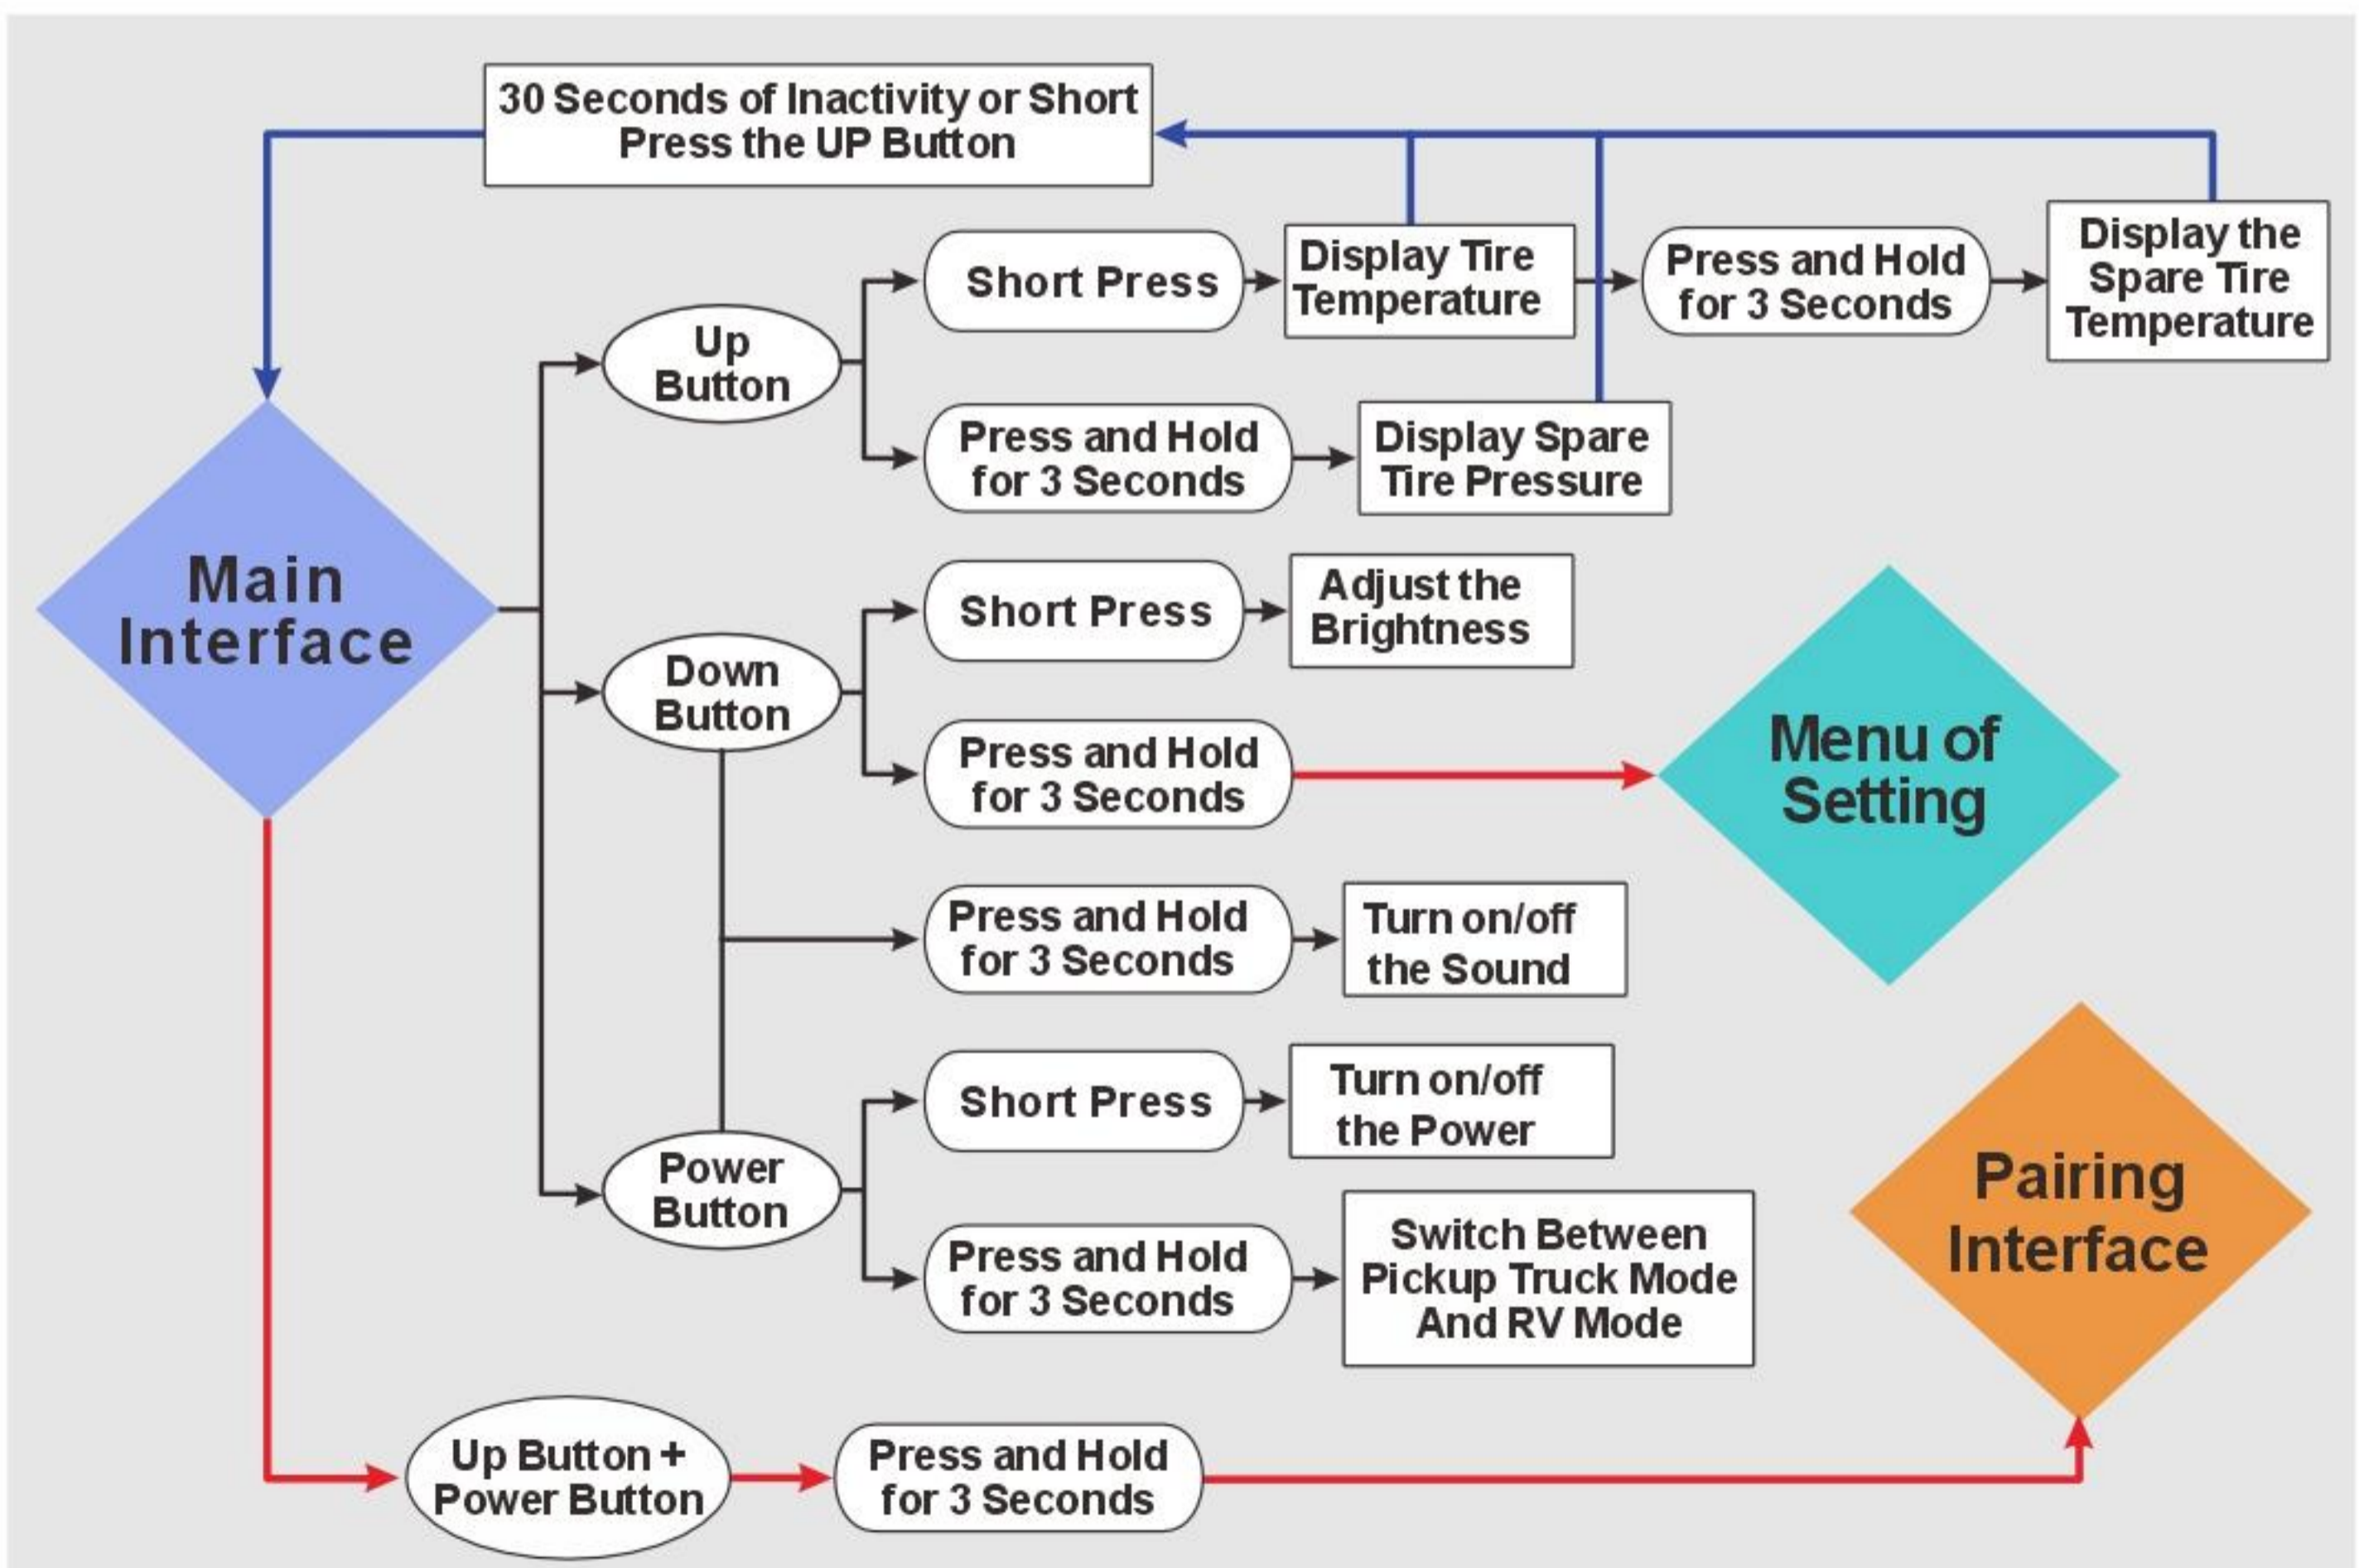 30 Seconds of Inactivity or Short
Press the UP Button
Short Press
Display Tire
Temperature
Press and Hold
for 3 Seconds
Display the
Spare Tire
Temperature
Up
Button
Press and Hold
for 3 Seconds
Display Spare
Tire Pressure
Main
Interface
Short Press
Adjust the
Brightness
Down
Button
Press and Hold
for 3 Seconds
Menu of
Setting
Press and Hold
for 3 Seconds
Turn on/off
the Sound
Short Press
Turn on/off
the Power
Power
Button
Press and Hold
for 3 Seconds
Switch Between
Pickup Truck Mode
And RV Mode
Pairing
Interface
Up Button +
Power Button
Press and Hold
for 3 Seconds